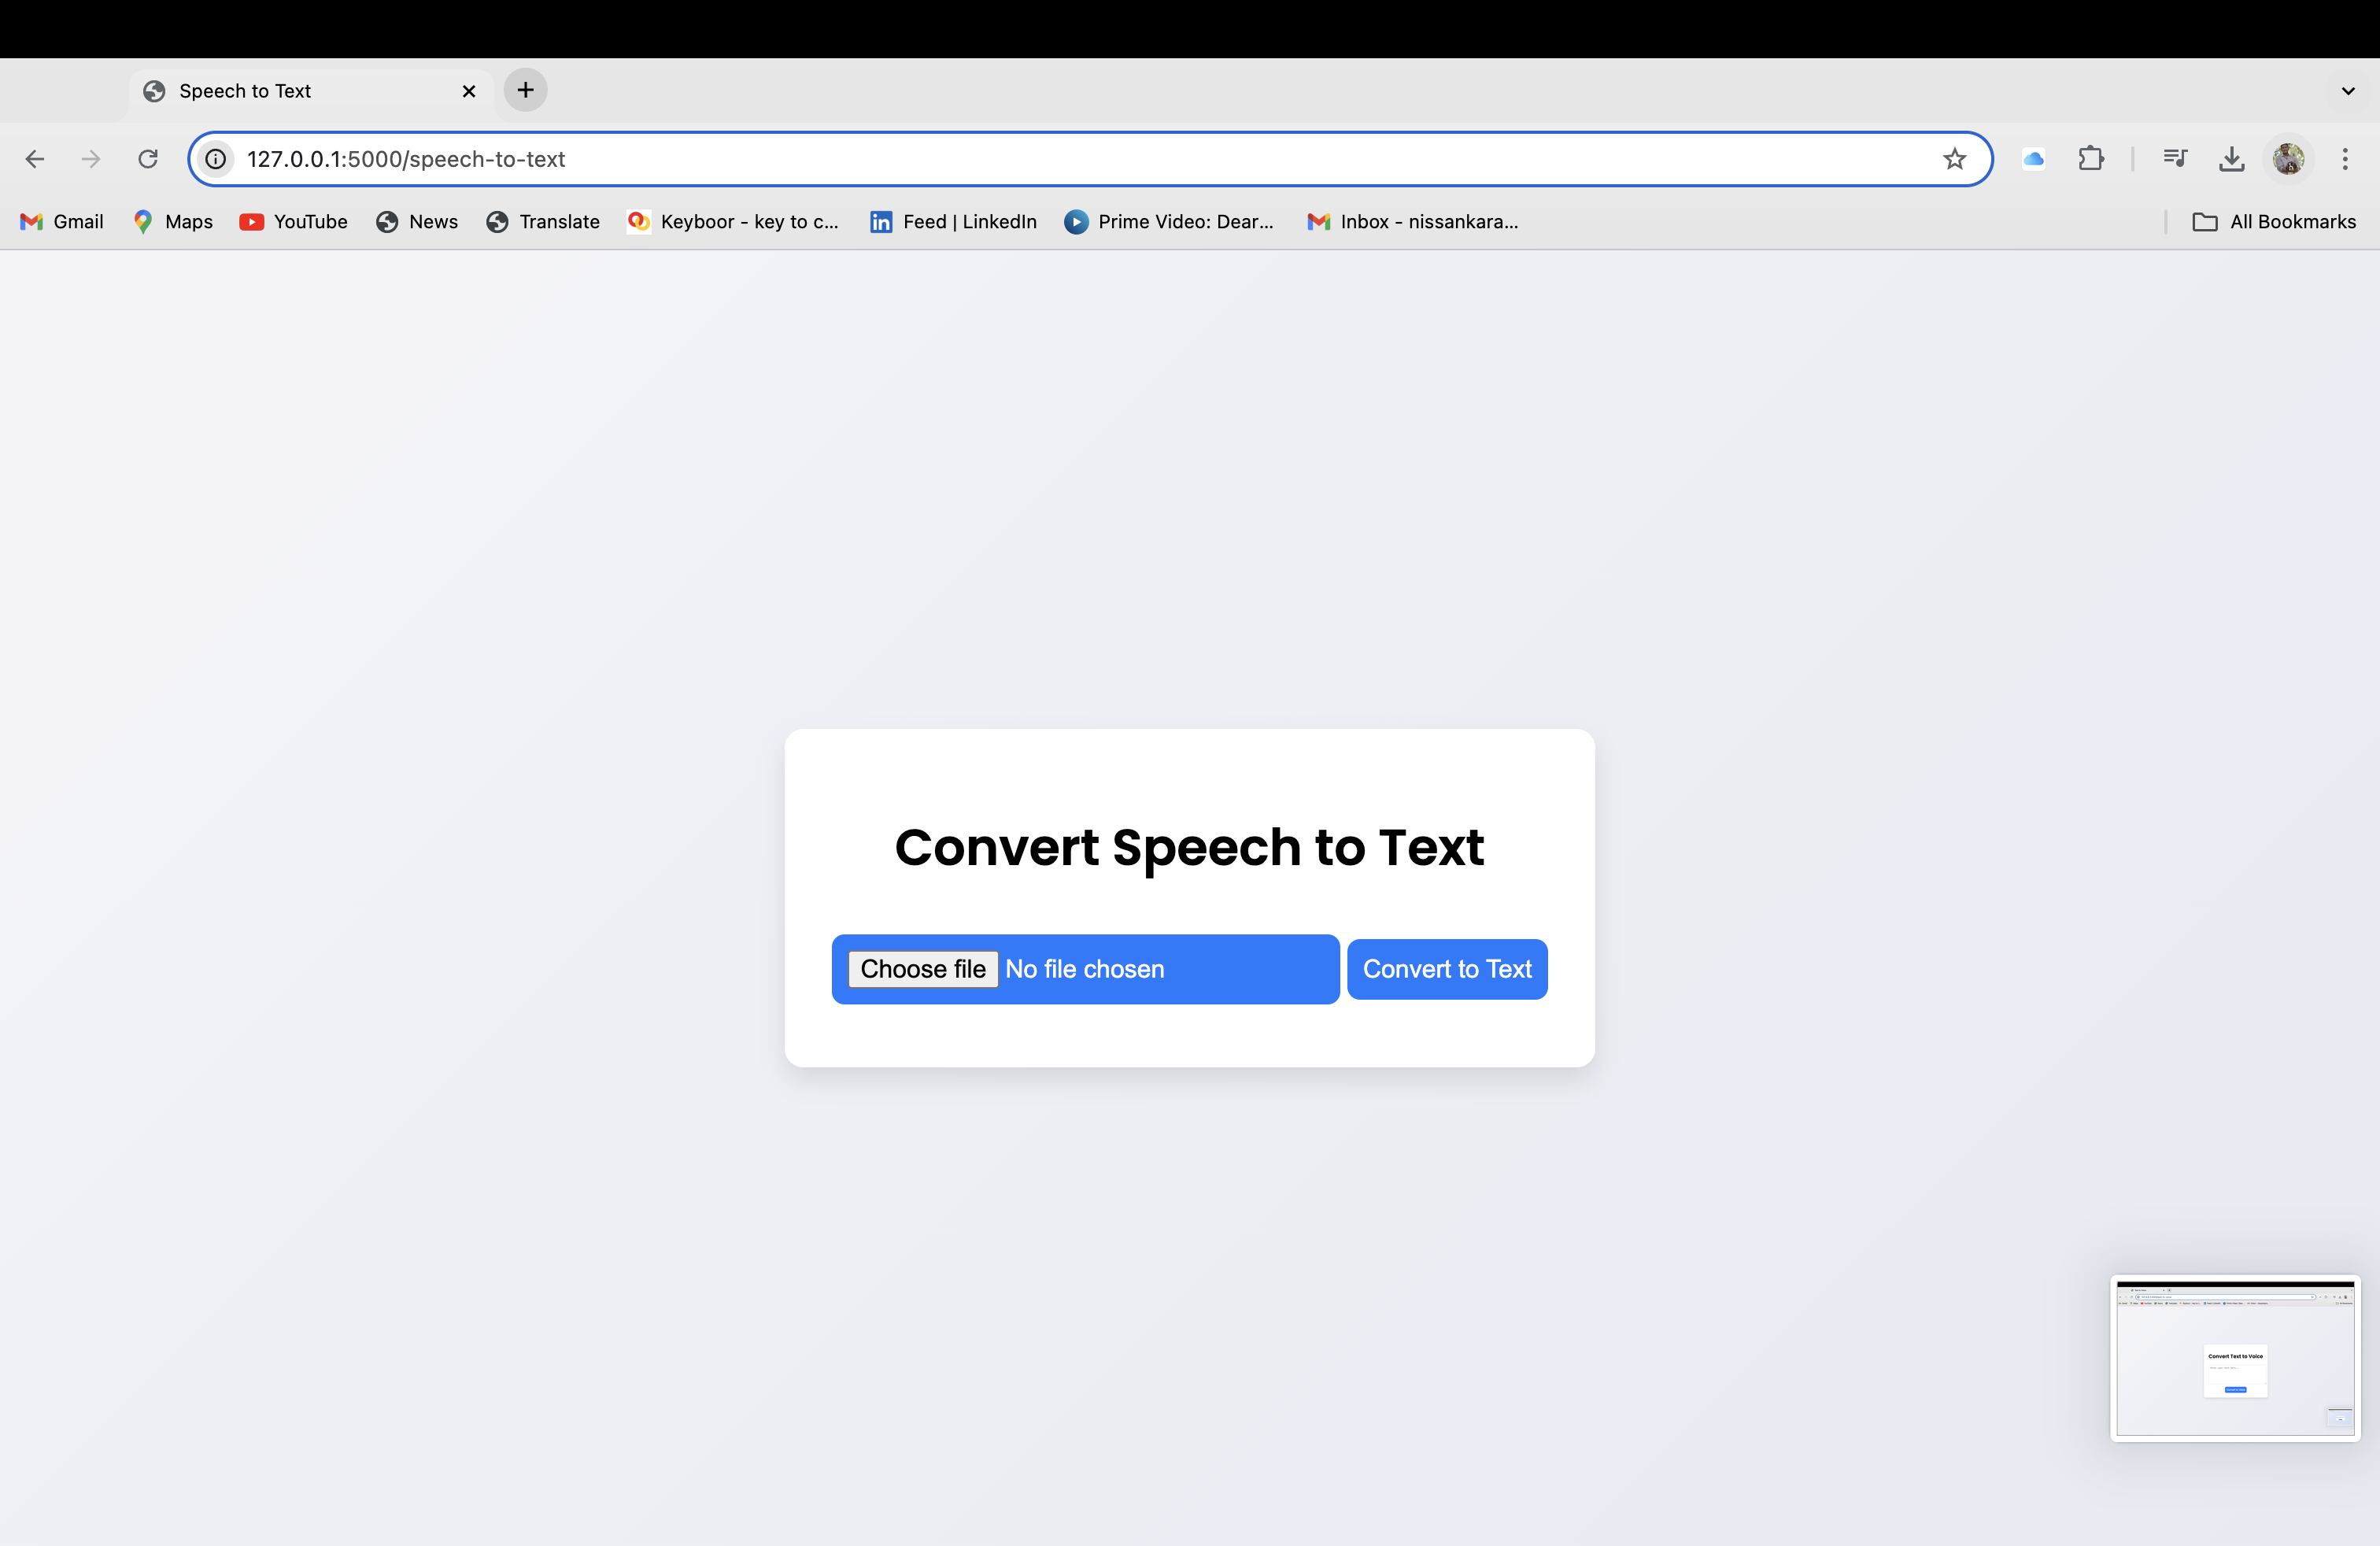 Speech to Text
127.0.0.1:5000/speech-to-text
Gmail Maps YouTube News Translate Keyboor - key to c... Feed | LinkedIn Prime Video: Dear... Inbox - nissankara... All Bookmarks
Convert Speech to Text
Choose file No file chosen Convert to Text
Convert Text to Voice